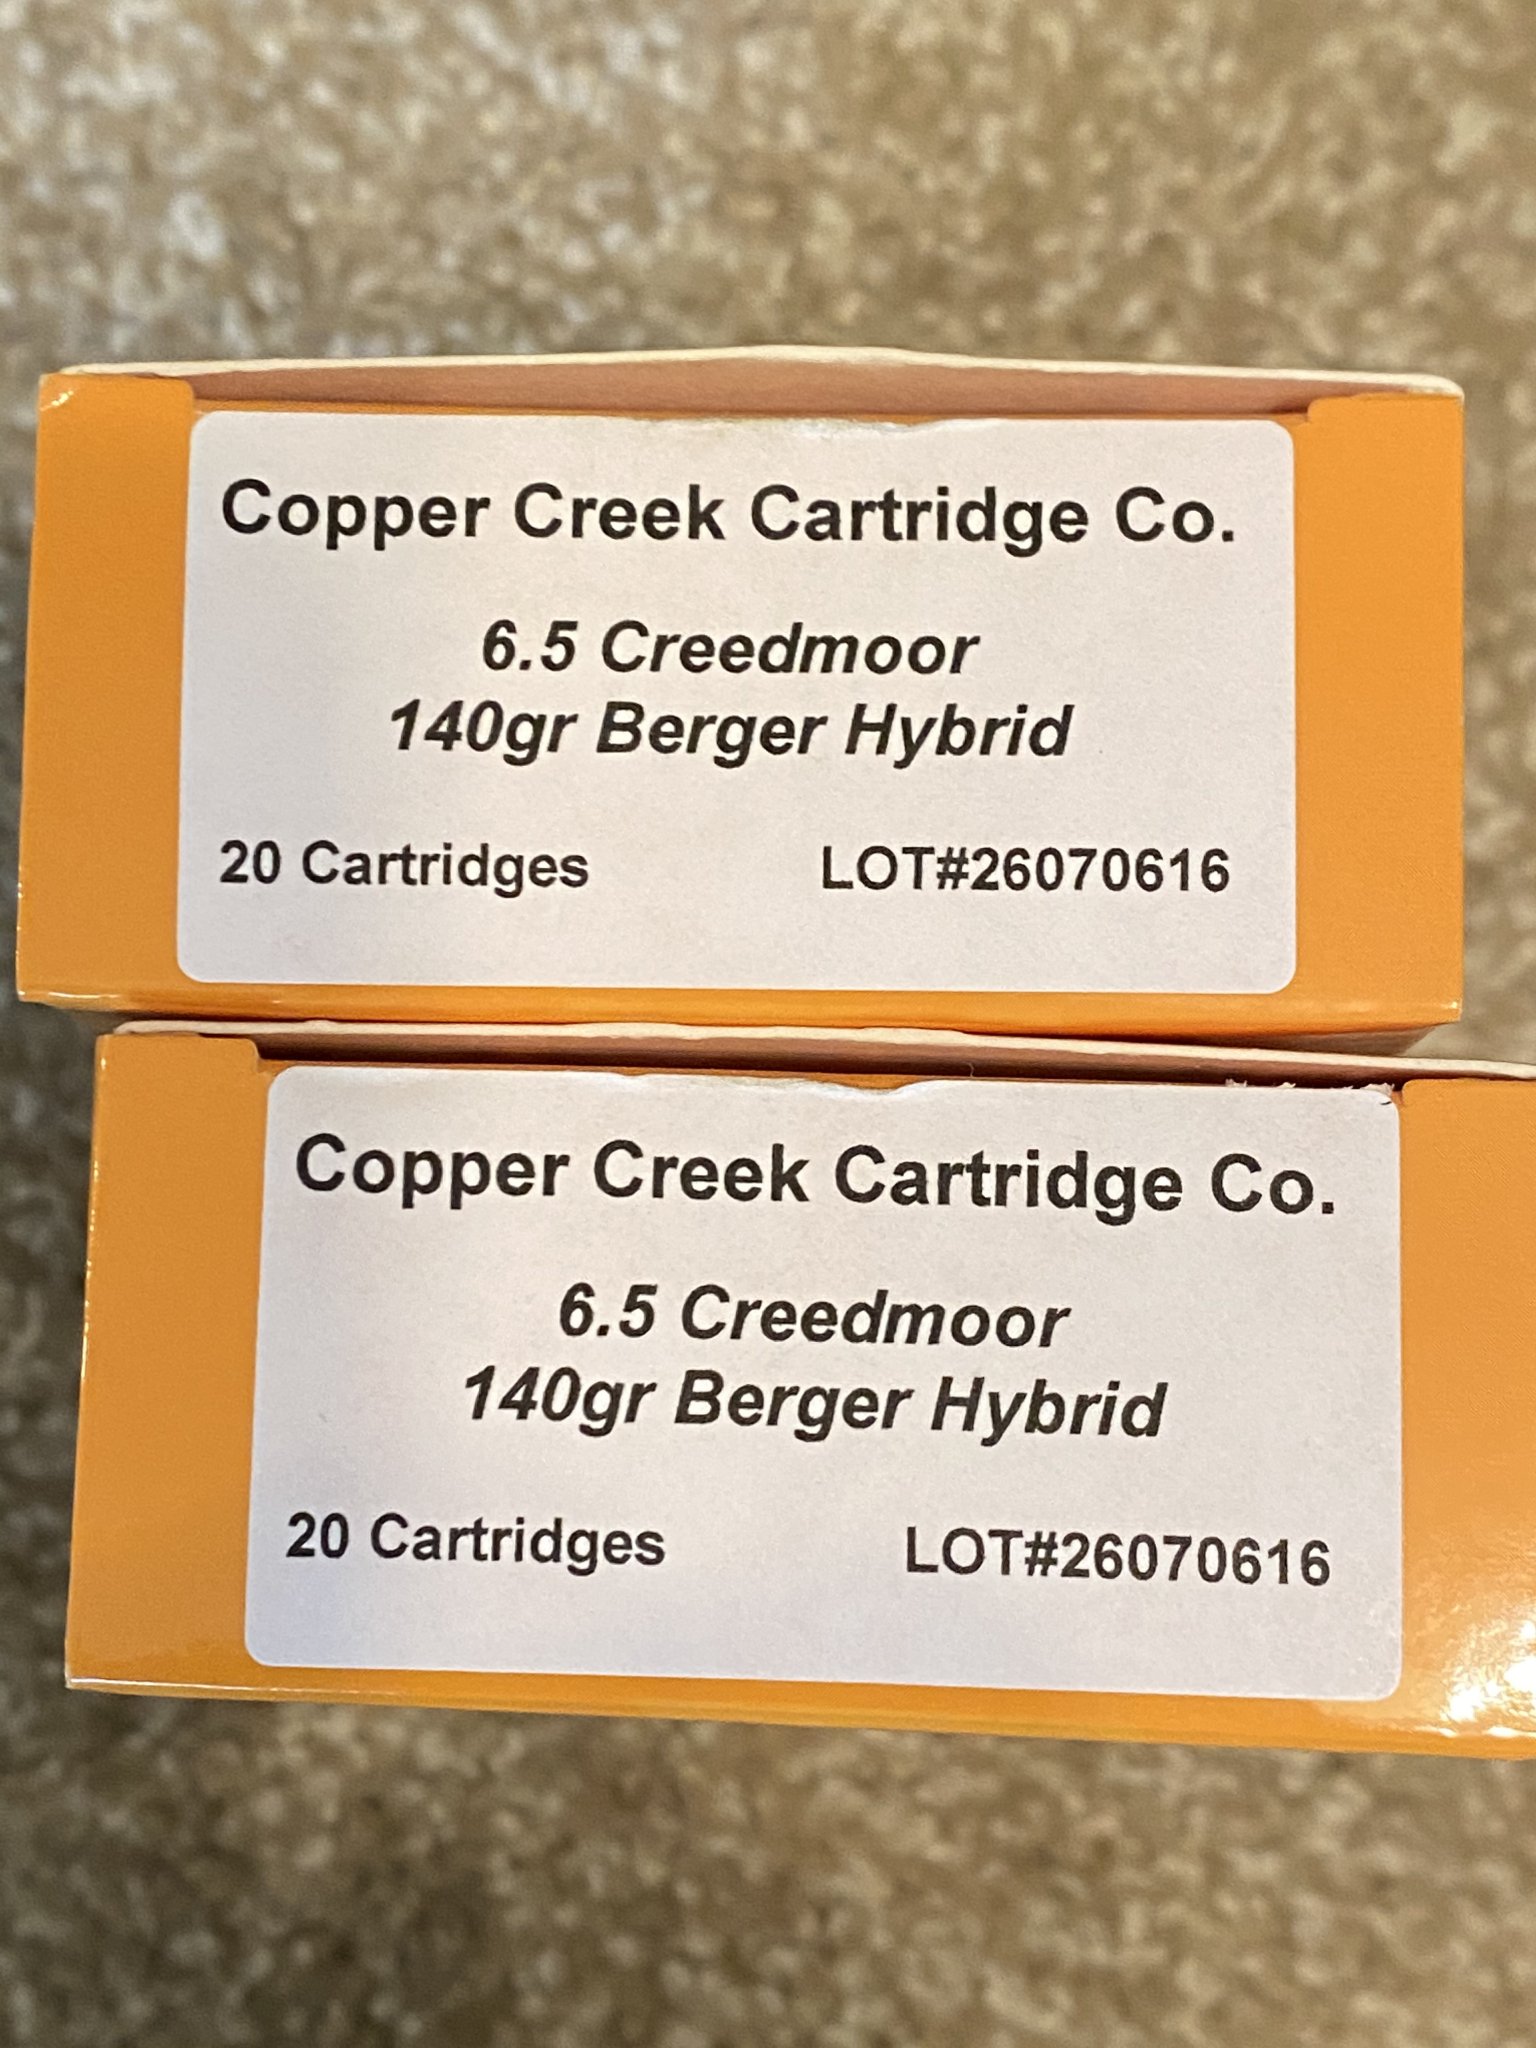 Copper Creek Cartridge Co.
6.5 Creedmoor
140gr Berger Hybrid
20 Cartridges LOT#26070616
Copper Creek Cartridge Co.
6.5 Creedmoor
140gr Berger Hybrid
20 Cartridges LOT#26070616